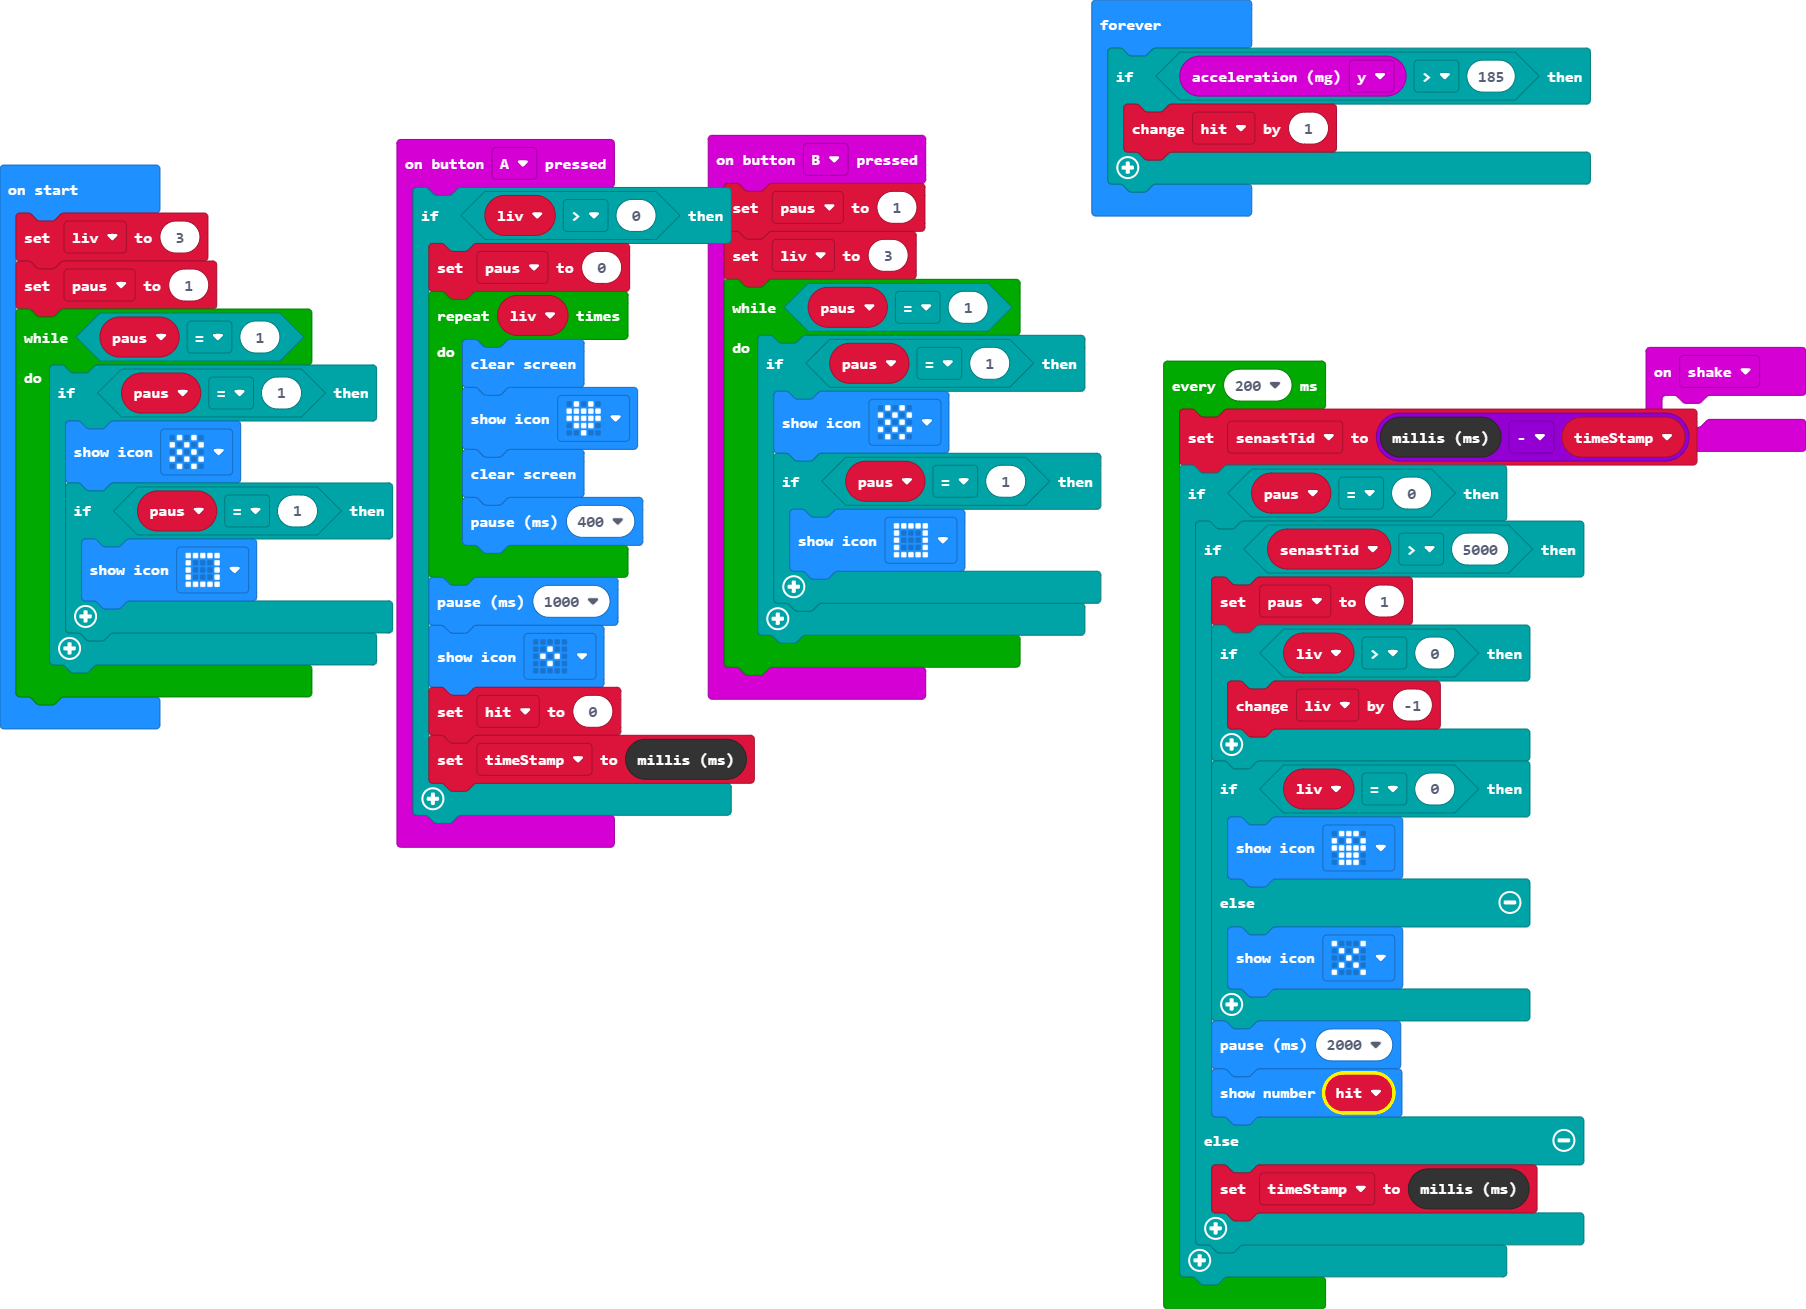 on start
set liv to 3
set paus to 1
while paus = 1
do if paus = 1 then
show icon
if paus = 1 then
show icon
on button A pressed
if liv > 0 then
set paus to 0
repeat liv times
do clear screen
show icon
clear screen
pause (ms) 400
pause (ms) 1000
show icon
set hit to 0
set timeStamp to millis (ms)
on button B pressed
set paus to 1
set liv to 3
while paus = 1
do if paus = 1 then
show icon
if paus = 1 then
show icon
forever
if acceleration (mg) y > 185 then
change hit by 1
every 200 ms
set senastTid to millis (ms) - timeStamp
if paus = 0 then
if senastTid > 5000 then
set paus to 1
if liv > 0 then
change liv by -1
if liv = 0 then
show icon
else
show icon
pause (ms) 2000
show number hit
else
set timeStamp to millis (ms)
on shake